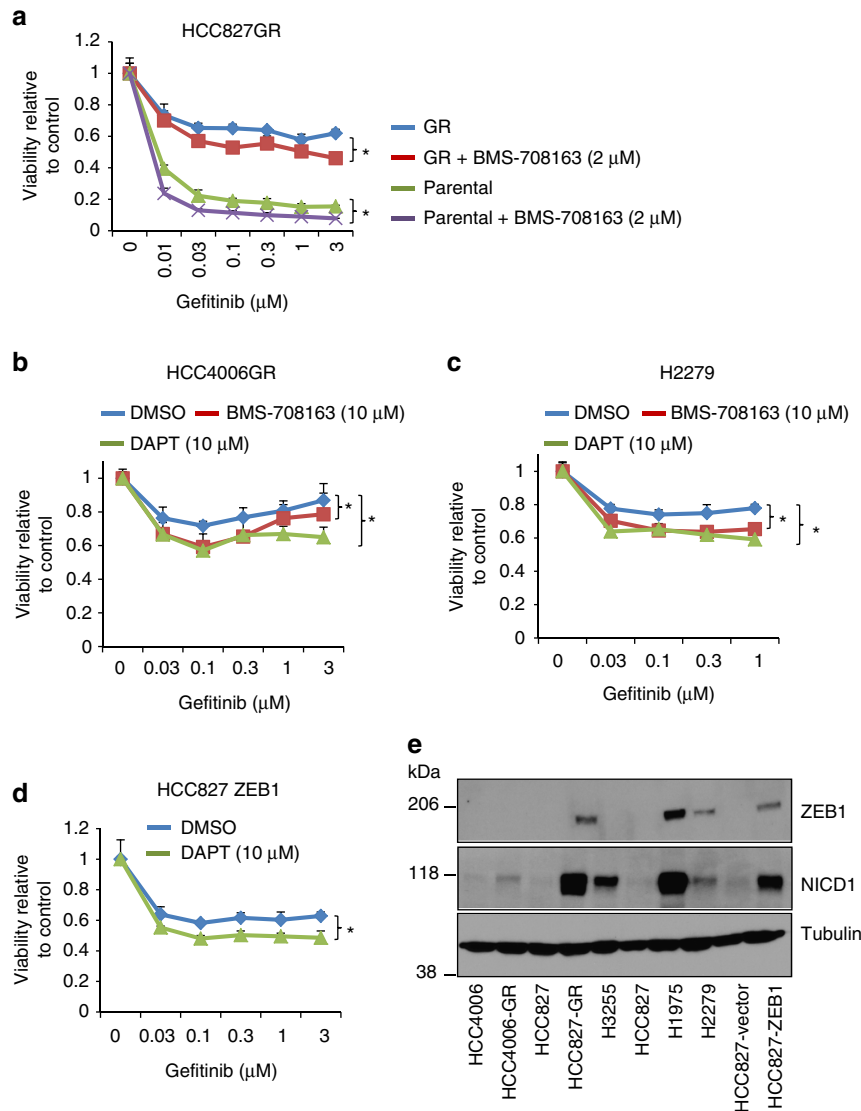 a
HCC827GR
1.2
1
0.8
0.6
0.4
0.2
0
Viability relative
to control
*
*
0
0.01
0.03
0.1
0.3
1
3
Gefitinib (μM)
GR
GR + BMS-708163 (2 μM)
Parental
Parental + BMS-708163 (2 μM)
b
HCC4006GR
DMSO
BMS-708163 (10 μM)
DAPT (10 μM)
1
0.8
0.6
0.4
0.2
0
Viability relative
to control
*
*
0 0.03 0.1 0.3 1 3
Gefitinib (μM)
c
H2279
DMSO
BMS-708163 (10 μM)
DAPT (10 μM)
1
0.8
0.6
0.4
0.2
0
Viability relative
to control
*
*
0 0.03 0.1 0.3 1
Gefitinib (μM)
d
HCC827 ZEB1
DMSO
DAPT (10 μM)
1.2
1
0.8
0.6
0.4
0.2
0
Viability relative
to control
*
0 0.03 0.1 0.3 1 3
Gefitinib (μM)
e
kDa
206
ZEB1
118
NICD1
Tubulin
38
HCC4006
HCC4006-GR
HCC827
HCC827-GR
H3255
HCC827
H1975
H2279
HCC827-vector
HCC827-ZEB1